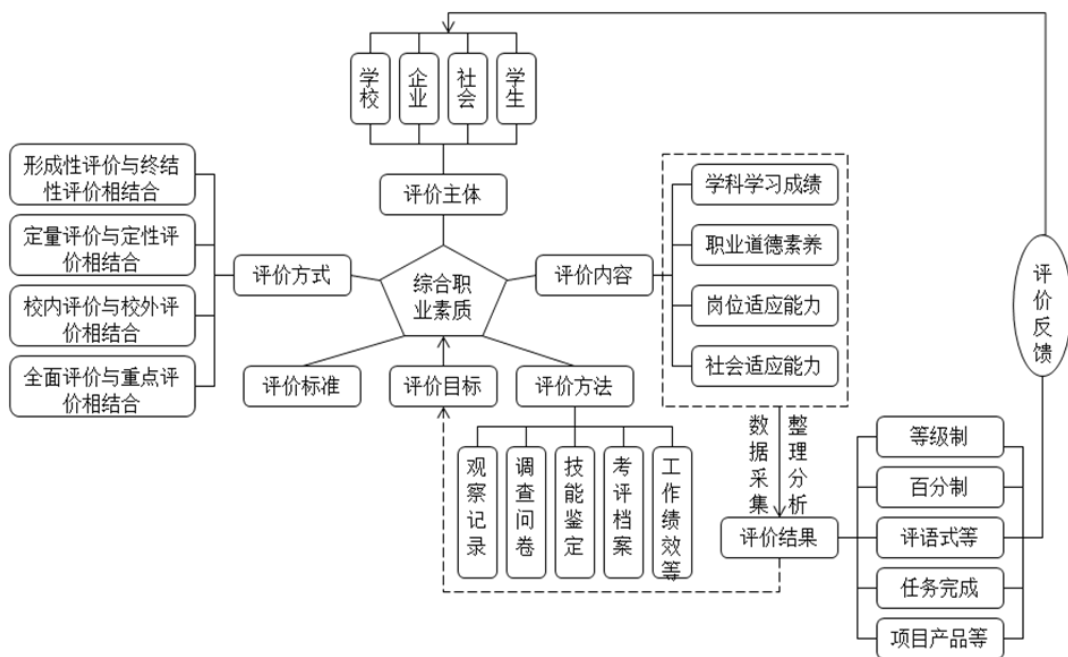 学校
企业
社会
学生
形成性评价与终结
性评价相结合
评价主体
学科学习成绩
定量评价与定性评
价相结合
职业道德素养
评价方式
综合职
业素质
评价内容
评价反馈
校内评价与校外评
价相结合
岗位适应能力
全面评价与重点评
价相结合
评价标准
评价目标
评价方法
社会适应能力
数据采集
整理分析
等级制
观察记录
调查问卷
技能鉴定
考评档案
工作绩效等
百分制
评价结果
评语式等
任务完成
项目产品等